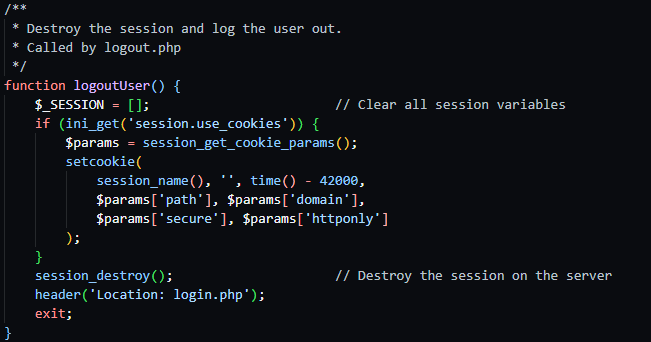 /**
 * Destroy the session and log the user out.
 * Called by logout.php
 */
function logoutUser() {
    $_SESSION = [];                        // Clear all session variables
    if (ini_get('session.use_cookies')) {
        $params = session_get_cookie_params();
        setcookie(
            session_name(), '', time() - 42000,
            $params['path'], $params['domain'],
            $params['secure'], $params['httponly']
        );
    }
    session_destroy();                     // Destroy the session on the server
    header('Location: login.php');
    exit;
}